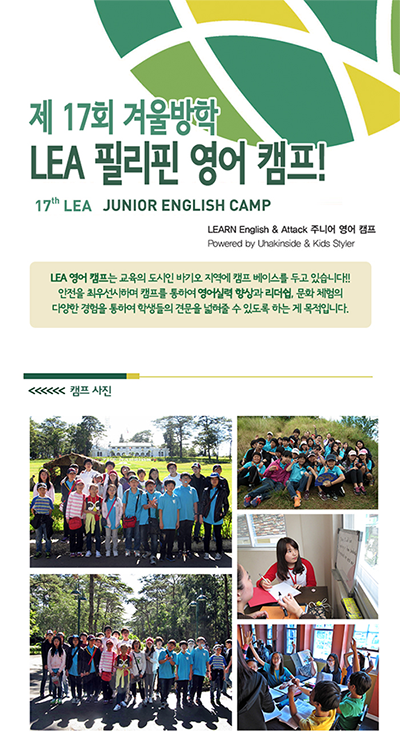 제 17회 겨울방학
LEA 필리핀 영어 캠프!
17th LEA JUNIOR ENGLISH CAMP
LEARN English & Attack 주니어 영어 캠프
Powered by Uhakinside & Kids Styler
LEA 영어 캠프는 교육의 도시인 바기오 지역에 캠프 베이스를 두고 있습니다!!
안전을 최우선시하며 캠프를 통하여 영어실력 향상과 리더쉽, 문화 체험의
다양한 경험을 통하여 학생들의 견문을 넓혀줄 수 있도록 하는 게 목적입니다.
<<<<<< 캠프 사진